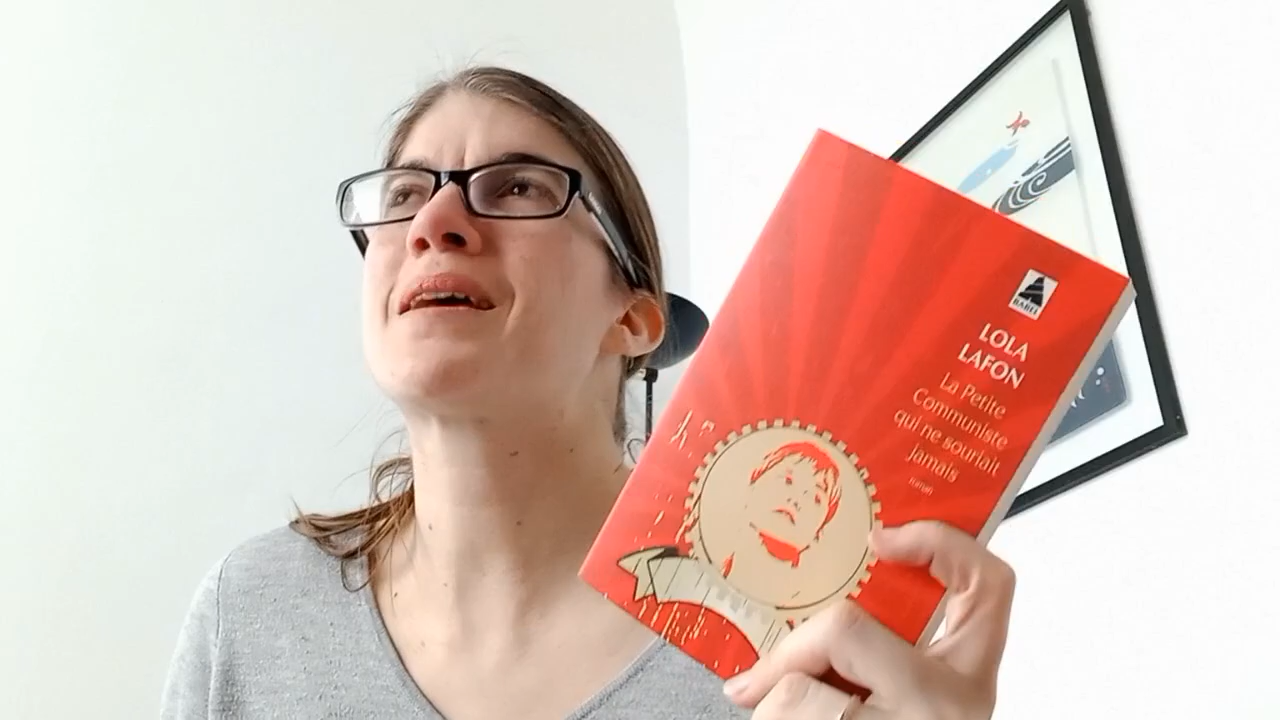 BABEL
LOLA
LAFON
La Petite
Communiste
qui ne souriait
jamais
roman